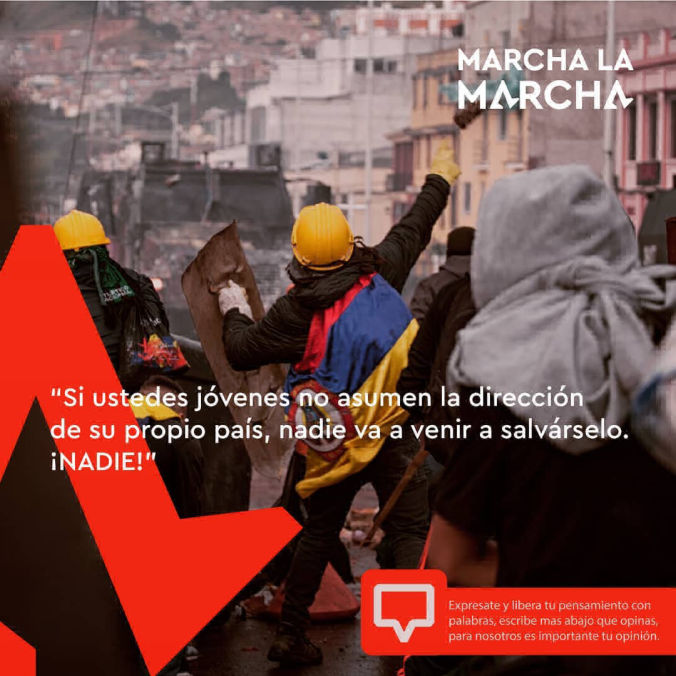 MARCHA LA
MARCHA
“Si ustedes jóvenes no asumen la dirección
de su propio país, nadie va a venir a salvárselo.
¡NADIE!”
Expresate y libera tu pensamiento con
palabras, escribe mas abajo que opinas,
para nosotros es importante tu opinión.